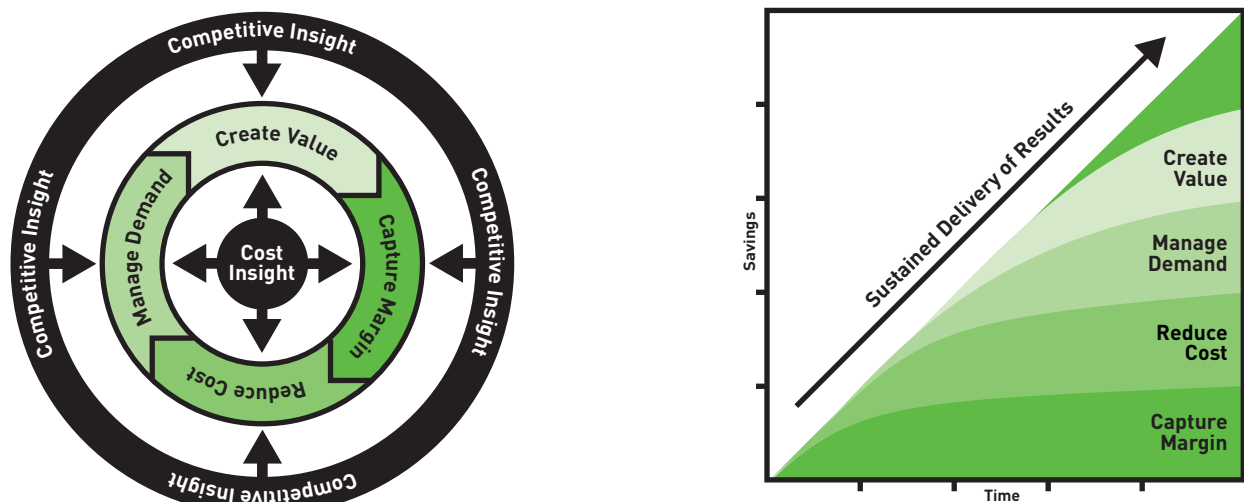 Competitive Insight
Create Value
Competitive Insight
Manage Demand
Cost
Insight
Capture Margin
Competitive Insight
Reduce Cost
Competitive Insight
Savings
Sustained Delivery of Results
Create
Value
Manage
Demand
Reduce
Cost
Capture
Margin
Time